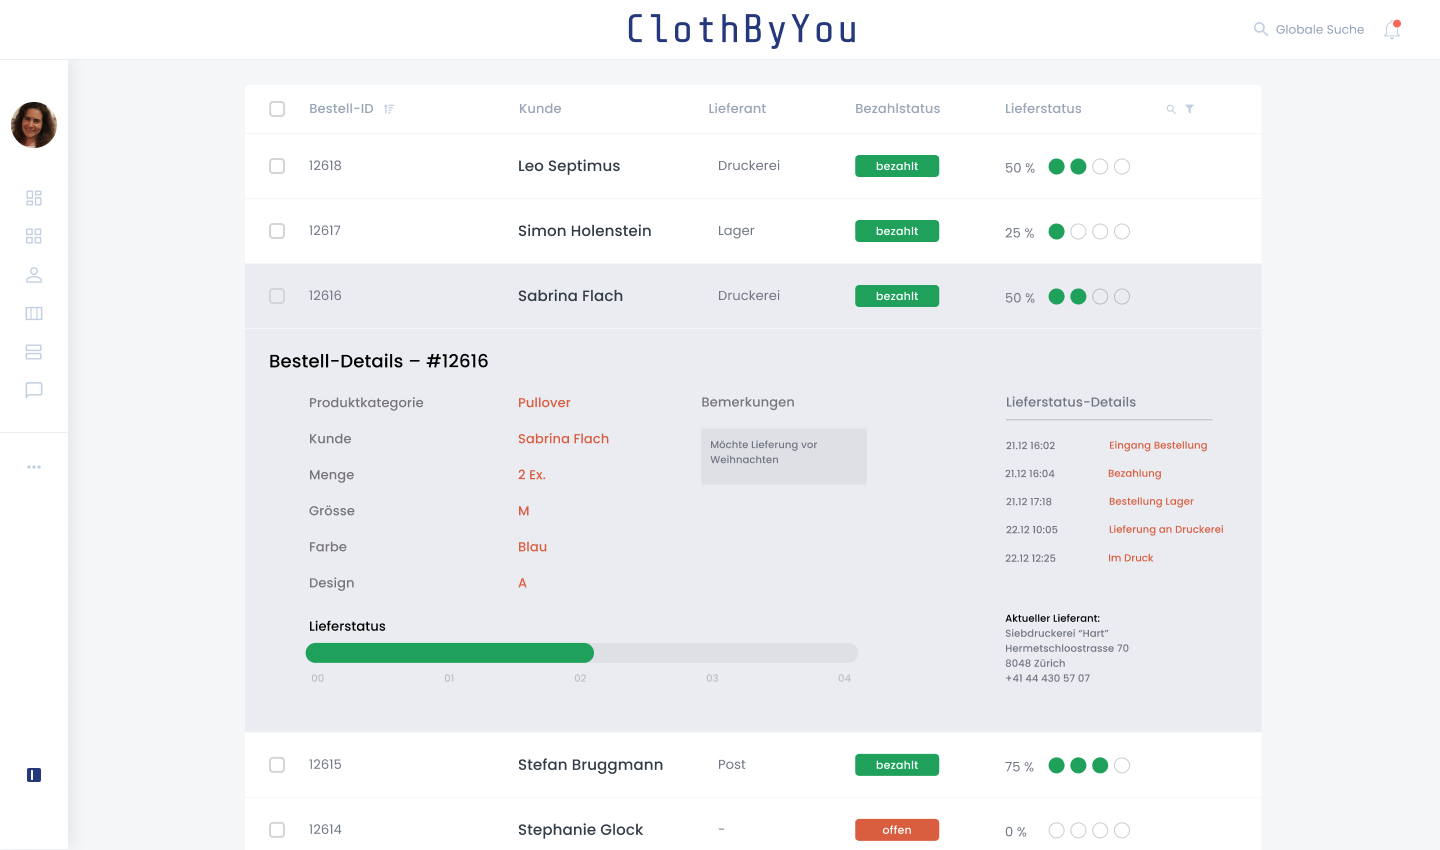 ClothByYou
Globale Suche
Bestell-ID Kunde Lieferant Bezahlstatus Lieferstatus
12618 Leo Septimus Druckerei bezahlt 50 %
12617 Simon Holenstein Lager bezahlt 25 %
12616 Sabrina Flach Druckerei bezahlt 50 %
Bestell-Details – #12616
Produktkategorie Pullover
Kunde Sabrina Flach
Menge 2 Ex.
Grösse M
Farbe Blau
Design A
Bemerkungen
Möchte Lieferung vor
Weihnachten
Lieferstatus-Details
21.12 16:02 Eingang Bestellung
21.12 16:04 Bezahlung
21.12 17:18 Bestellung Lager
22.12 10:05 Lieferung an Druckerei
22.12 12:25 Im Druck
Lieferstatus
00 01 02 03 04
Aktueller Lieferant:
Siebdruckerei “Hart”
Hermetschloostrasse 70
8048 Zürich
+41 44 430 57 07
12615 Stefan Bruggmann Post bezahlt 75 %
12614 Stephanie Glock - offen 0 %